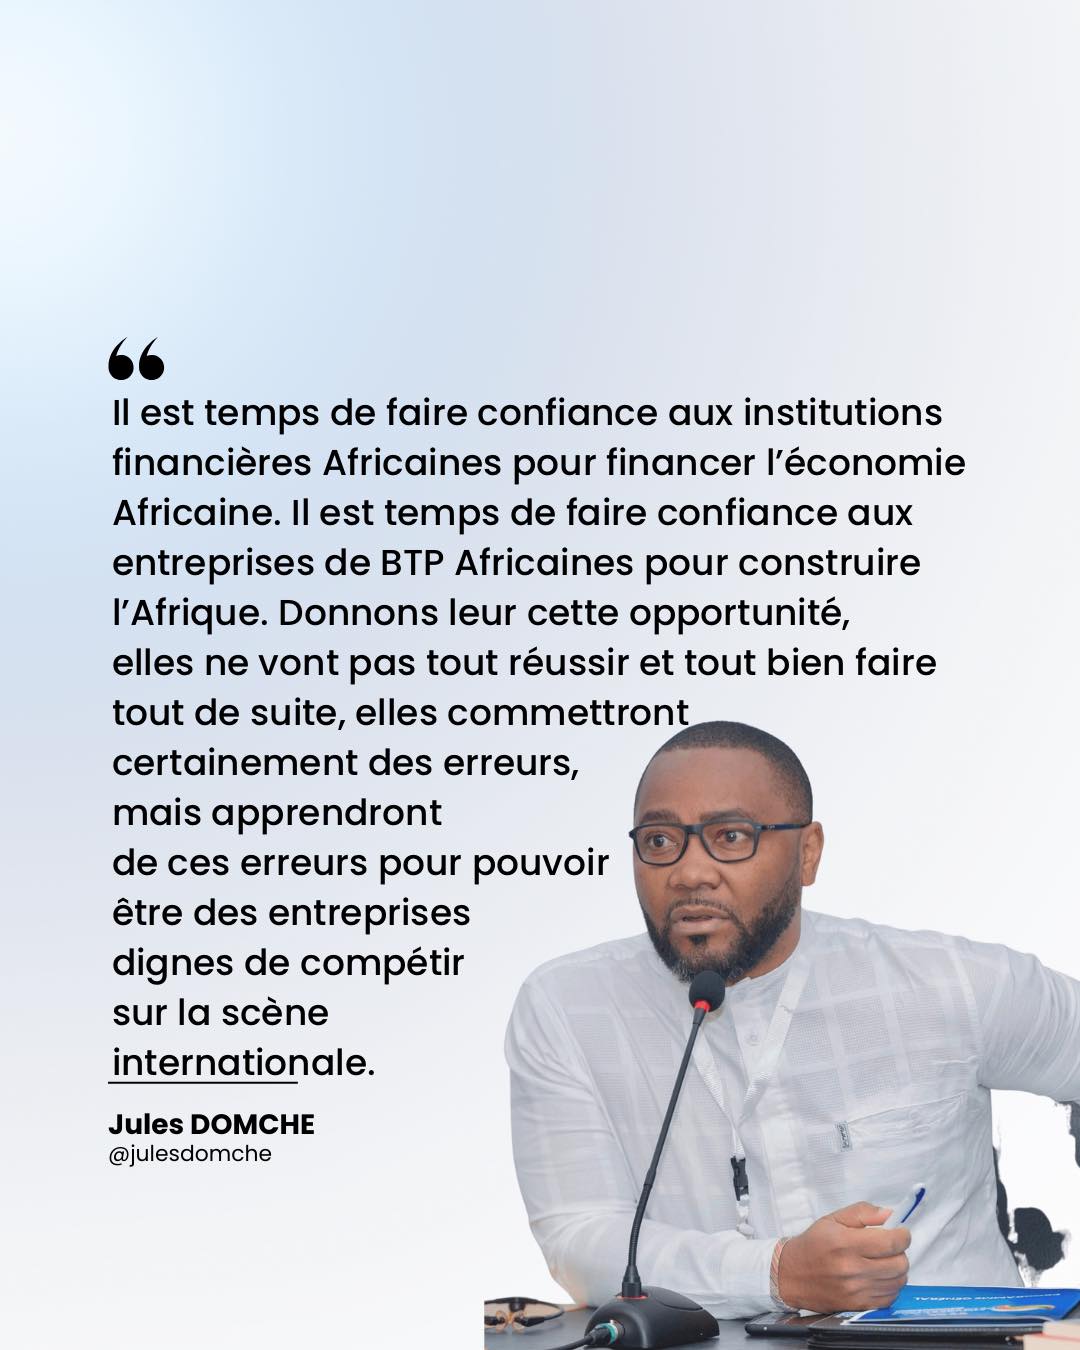 “
Il est temps de faire confiance aux institutions
financières Africaines pour financer l’économie
Africaine. Il est temps de faire confiance aux
entreprises de BTP Africaines pour construire
l’Afrique. Donnons leur cette opportunité,
elles ne vont pas tout réussir et tout bien faire
tout de suite, elles commettront
certainement des erreurs,
mais apprendront
de ces erreurs pour pouvoir
être des entreprises
dignes de compétir
sur la scène
internationale.
Jules DOMCHE
@julesdomche